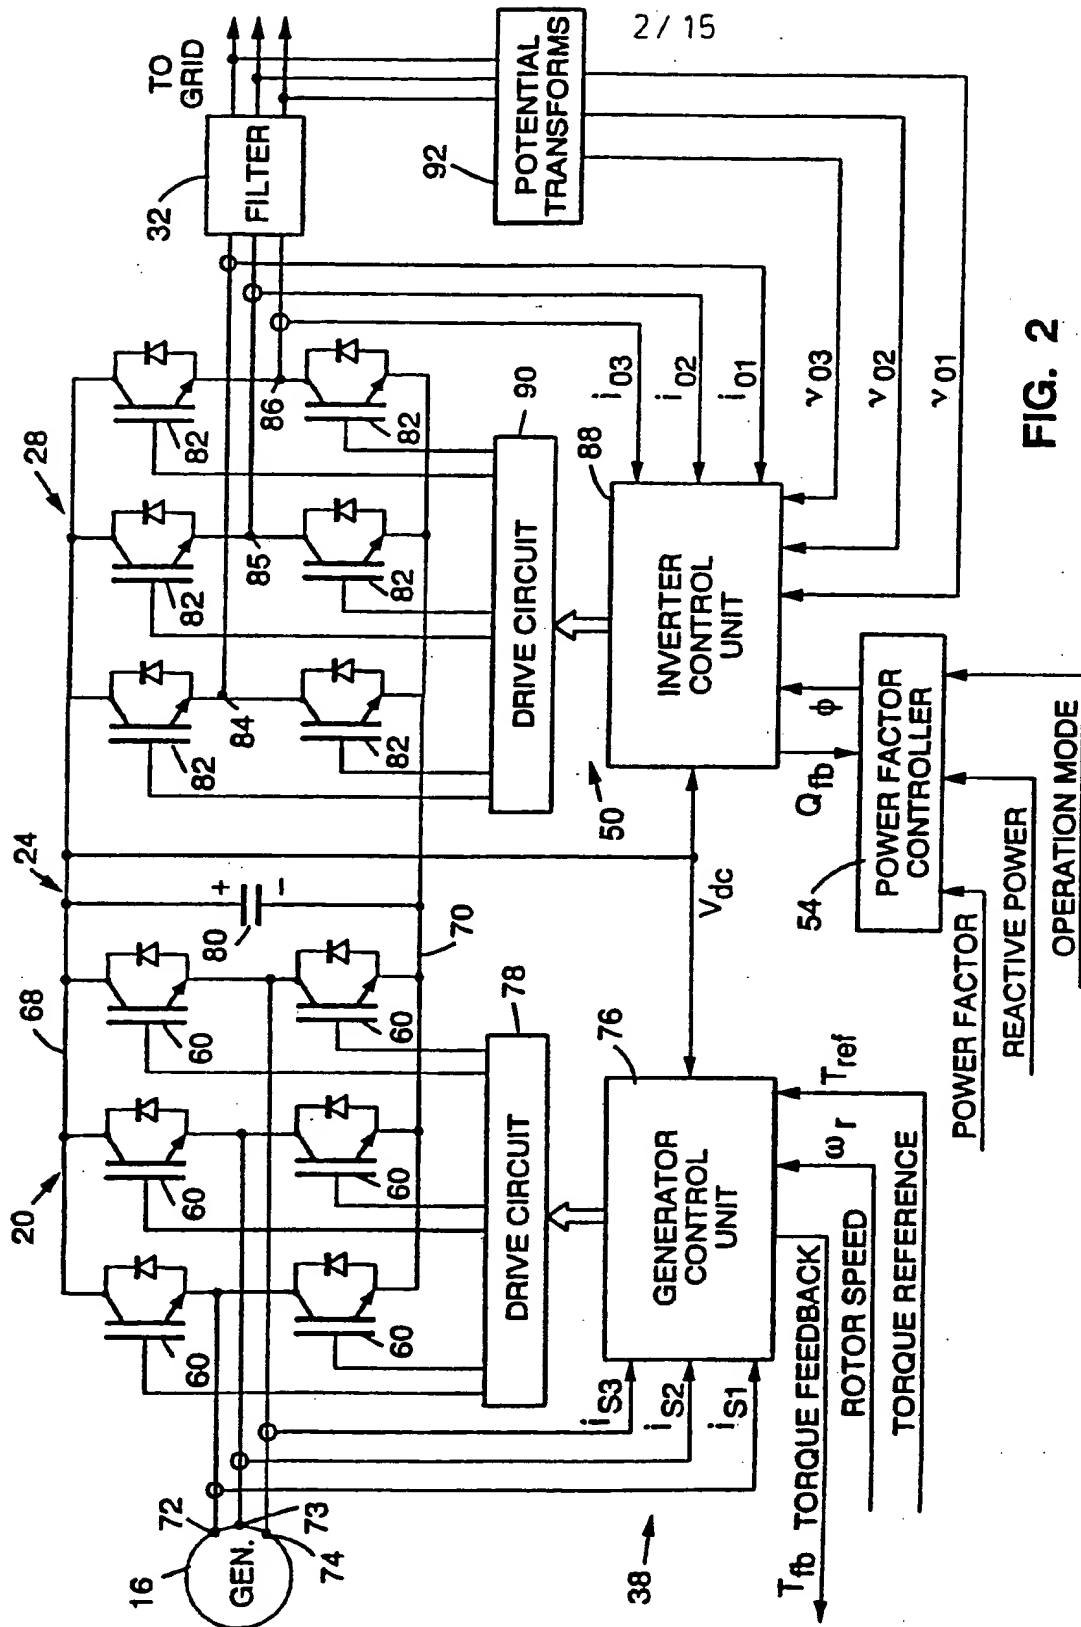 2/15
TO
GRID
32
FILTER
92
POTENTIAL
TRANSFORMS
28
82
82
86
82
82
85
82
82
84
90
DRIVE CIRCUIT
88
INVERTER
CONTROL
UNIT
50
i03
i02
i01
ν03
ν02
ν01
24
+
−
80
68
70
Vdc
Qfb
ϕ
54
POWER FACTOR
CONTROLLER
POWER FACTOR
REACTIVE POWER
OPERATION MODE
20
60
60
60
60
60
60
78
DRIVE CIRCUIT
76
GENERATOR
CONTROL
UNIT
iS3
iS2
iS1
16
GEN.
72
73
74
38
Tfb TORQUE FEEDBACK
ROTOR SPEED
ωr
TORQUE REFERENCE
Tref
FIG. 2